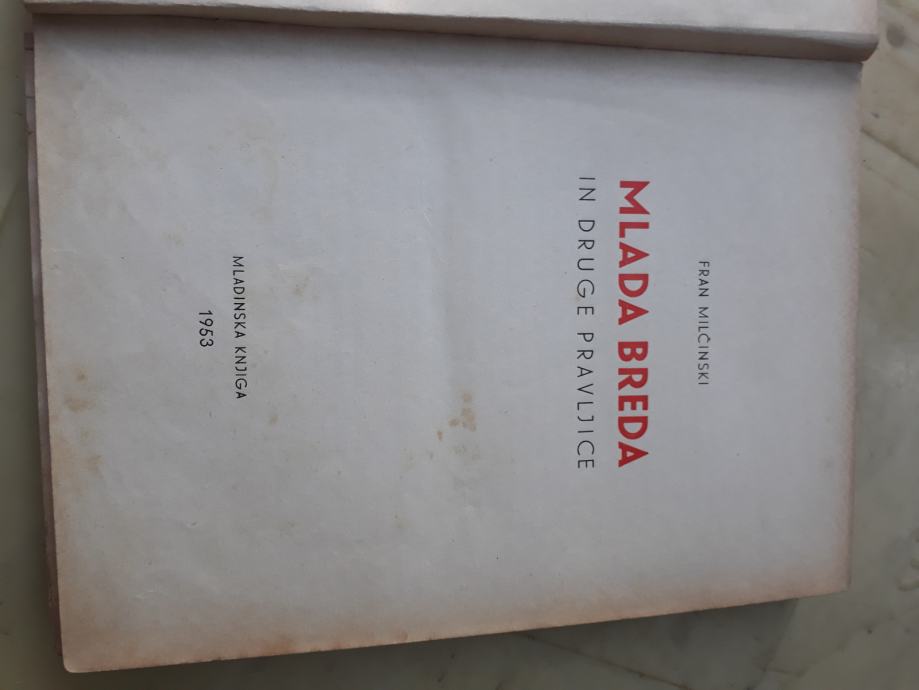 FRAN MILČINSKI
MLADA BREDA
IN DRUGE PRAVLJICE
MLADINSKA KNJIGA
1953